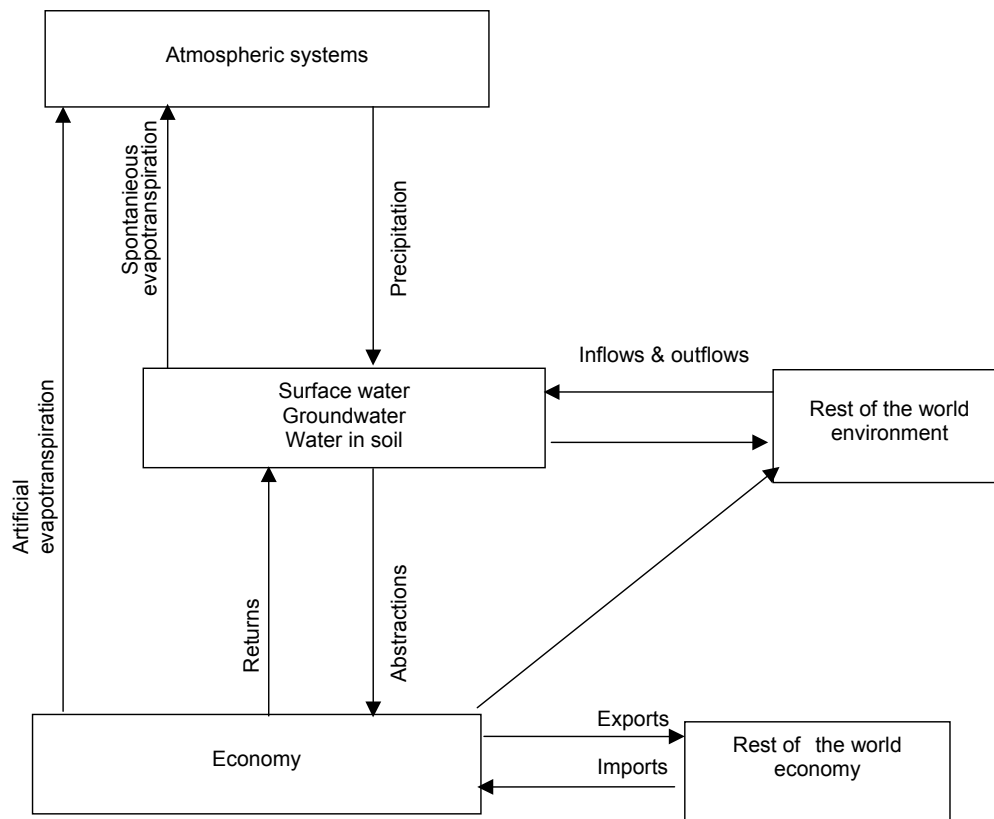 Atmospheric systems
Spontanieous
evapotranspiration
Precipitation
Inflows & outflows
Surface water
Groundwater
Water in soil
Rest of the world
environment
Artificial
evapotranspiration
Returns
Abstractions
Exports
Economy
Imports
Rest of the world
economy